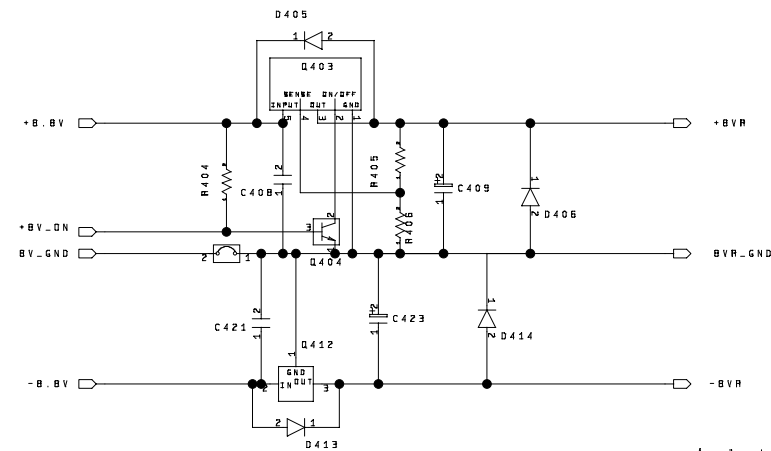 D405
1 2
Q403
SENSE ON/OFF
INPUT OUT GND
5 4 3 2 1
+8.8V
+8VA
R404
C408
2
1
R405
+
2
1
C409
1
2
D406
R406
+8V_ON
3
2
4
8V_GND
2 1
Q404
8VA_GND
C421
2
1
+
2
1
C423
1
2
D414
Q412
1
GND
IN OUT
2 3
-8.8V
-8VA
2 1
D413